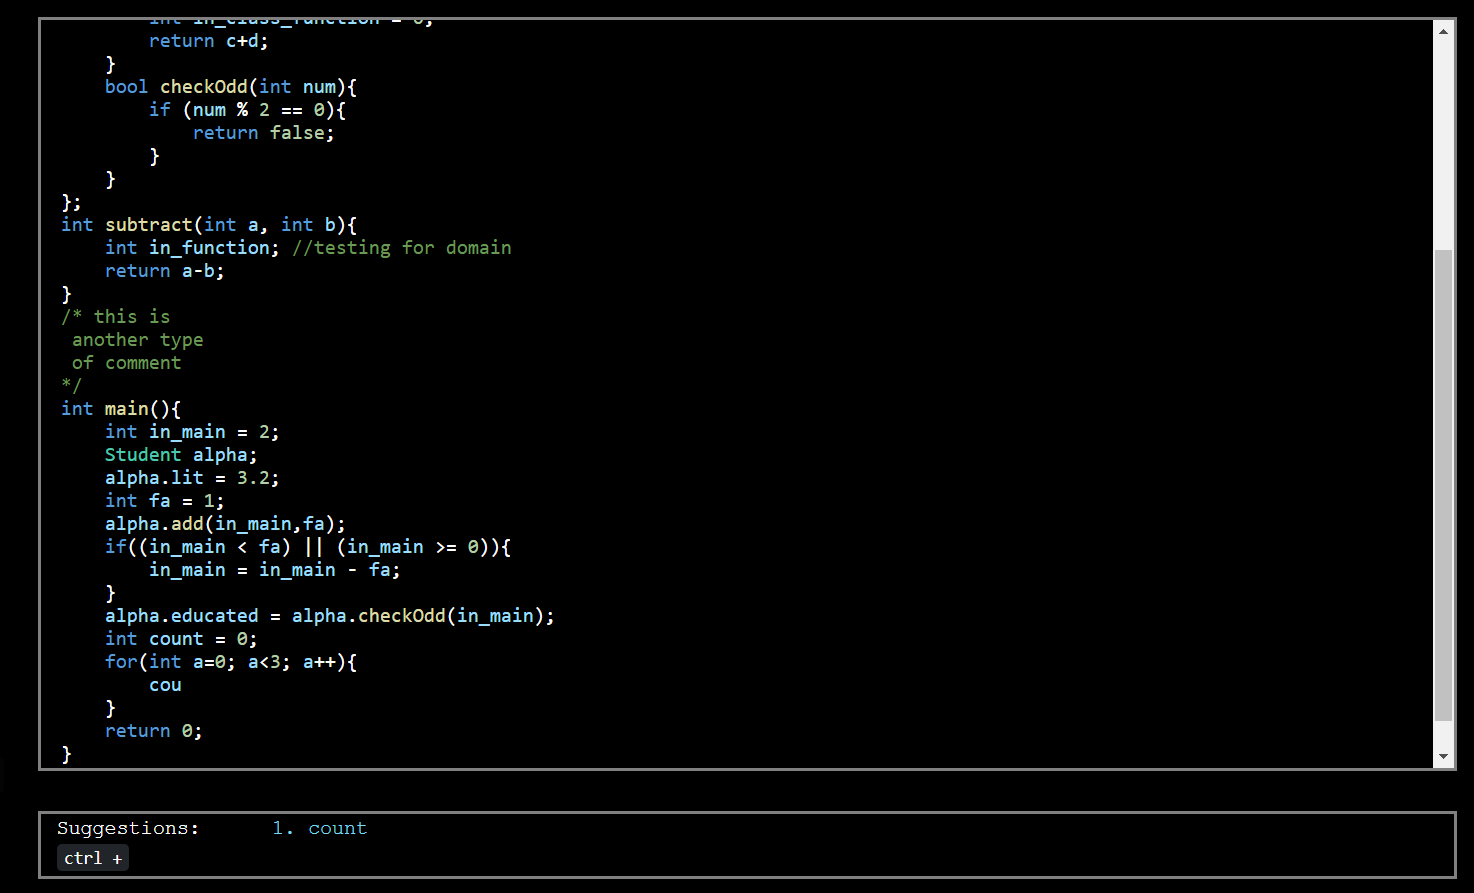 int in_class_function = 0;
return c+d;
}
bool checkOdd(int num){
if (num % 2 == 0){
return false;
}
}
};
int subtract(int a, int b){
int in_function; //testing for domain
return a-b;
}
/* this is
another type
of comment
*/
int main(){
int in_main = 2;
Student alpha;
alpha.lit = 3.2;
int fa = 1;
alpha.add(in_main,fa);
if((in_main < fa) || (in_main >= 0)){
in_main = in_main - fa;
}
alpha.educated = alpha.checkOdd(in_main);
int count = 0;
for(int a=0; a<3; a++){
cou
}
return 0;
}
Suggestions: 1. count
ctrl +